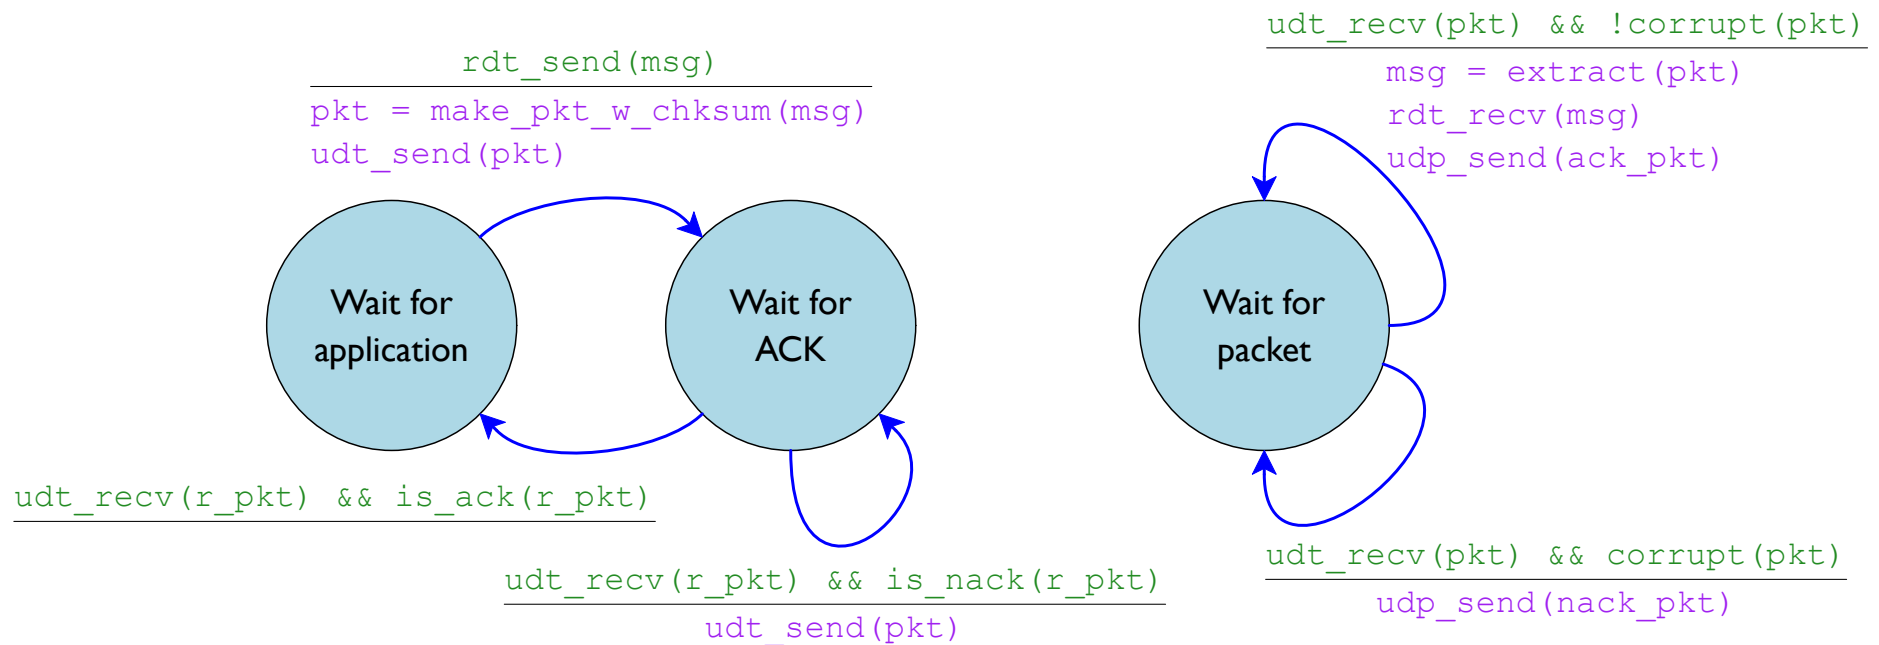 rdt_send(msg)
pkt = make_pkt_w_chksum(msg)
udt_send(pkt)
Wait for
application
Wait for
ACK
udt_recv(r_pkt) && is_ack(r_pkt)
udt_recv(r_pkt) && is_nack(r_pkt)
udt_send(pkt)
udt_recv(pkt) && !corrupt(pkt)
msg = extract(pkt)
rdt_recv(msg)
udp_send(ack_pkt)
Wait for
packet
udt_recv(pkt) && corrupt(pkt)
udp_send(nack_pkt)